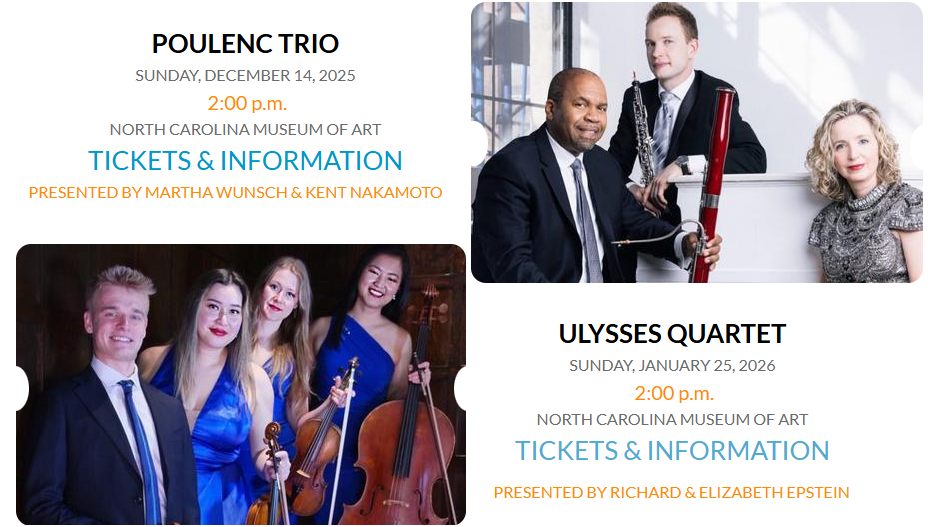 POULENC TRIO
SUNDAY, DECEMBER 14, 2025
2:00 p.m.
NORTH CAROLINA MUSEUM OF ART
TICKETS & INFORMATION
PRESENTED BY MARTHA WUNSCH & KENT NAKAMOTO
ULYSSES QUARTET
SUNDAY, JANUARY 25, 2026
2:00 p.m.
NORTH CAROLINA MUSEUM OF ART
TICKETS & INFORMATION
PRESENTED BY RICHARD & ELIZABETH EPSTEIN